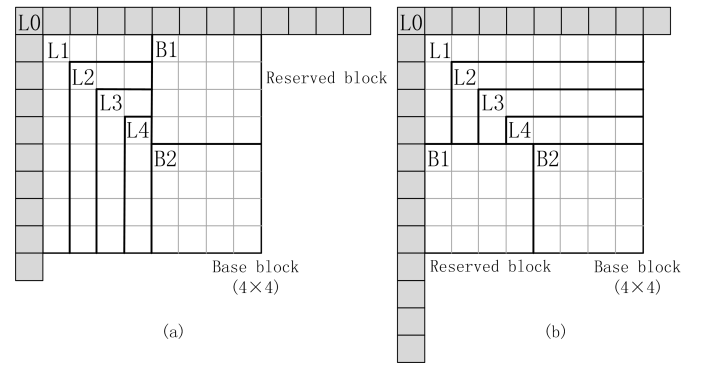 L0
L1
B1
L2
Reserved block
L3
L4
B2
Base block
(4×4)
(a)
L0
L1
L2
L3
L4
B1
B2
Reserved block
Base block
(4×4)
(b)